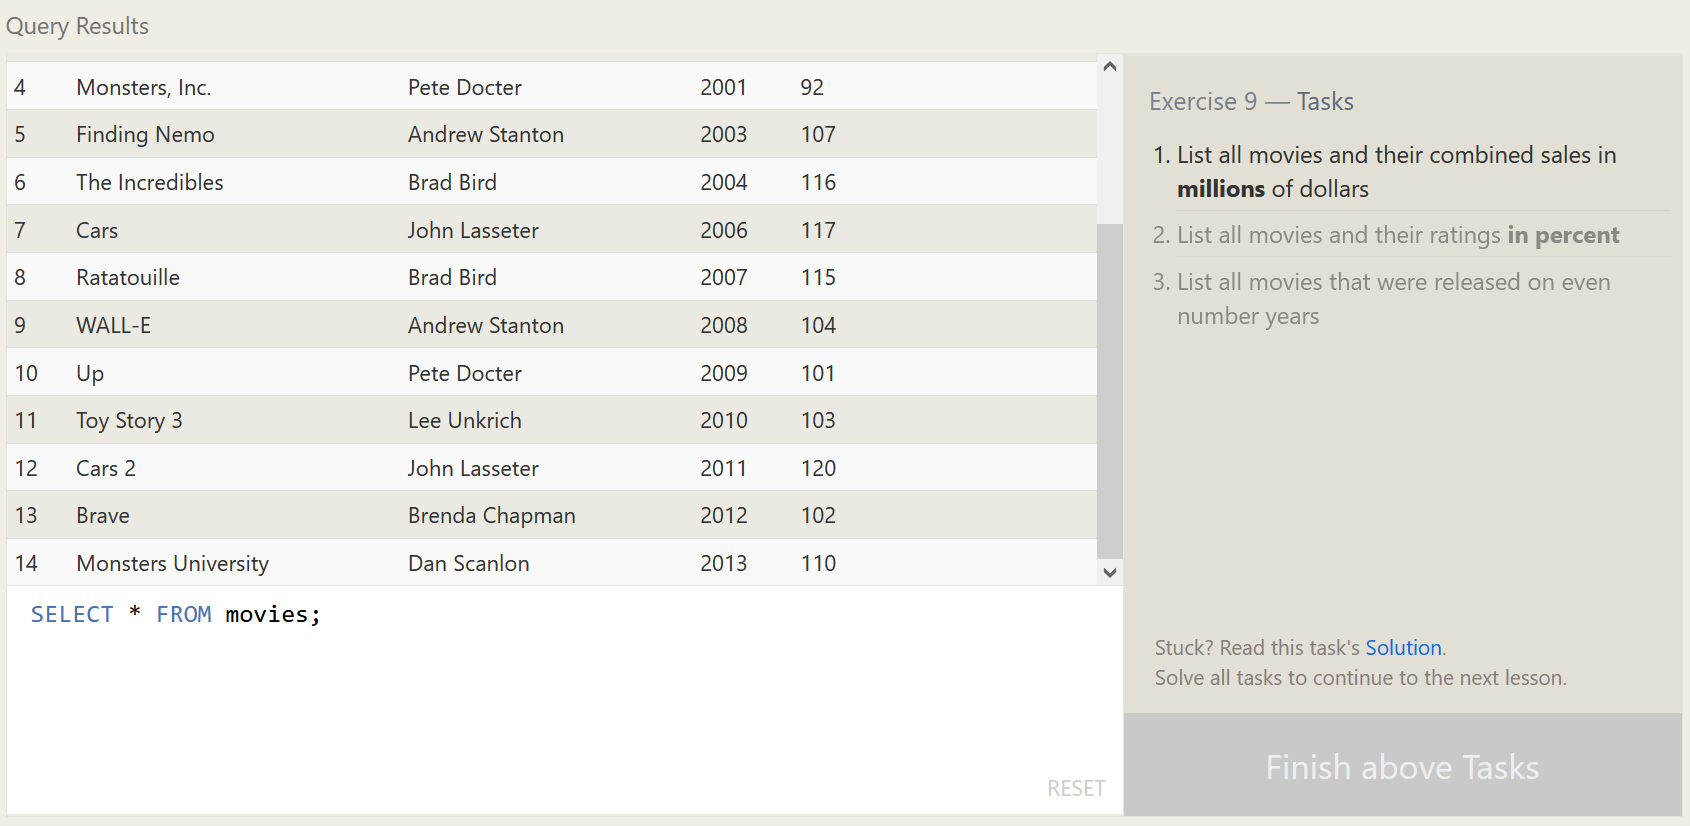 Query Results
4 Monsters, Inc. Pete Docter 2001 92
5 Finding Nemo Andrew Stanton 2003 107
6 The Incredibles Brad Bird 2004 116
7 Cars John Lasseter 2006 117
8 Ratatouille Brad Bird 2007 115
9 WALL-E Andrew Stanton 2008 104
10 Up Pete Docter 2009 101
11 Toy Story 3 Lee Unkrich 2010 103
12 Cars 2 John Lasseter 2011 120
13 Brave Brenda Chapman 2012 102
14 Monsters University Dan Scanlon 2013 110
SELECT * FROM movies;
RESET
Exercise 9 — Tasks
1. List all movies and their combined sales in
millions of dollars
2. List all movies and their ratings in percent
3. List all movies that were released on even
number years
Stuck? Read this task's Solution.
Solve all tasks to continue to the next lesson.
Finish above Tasks